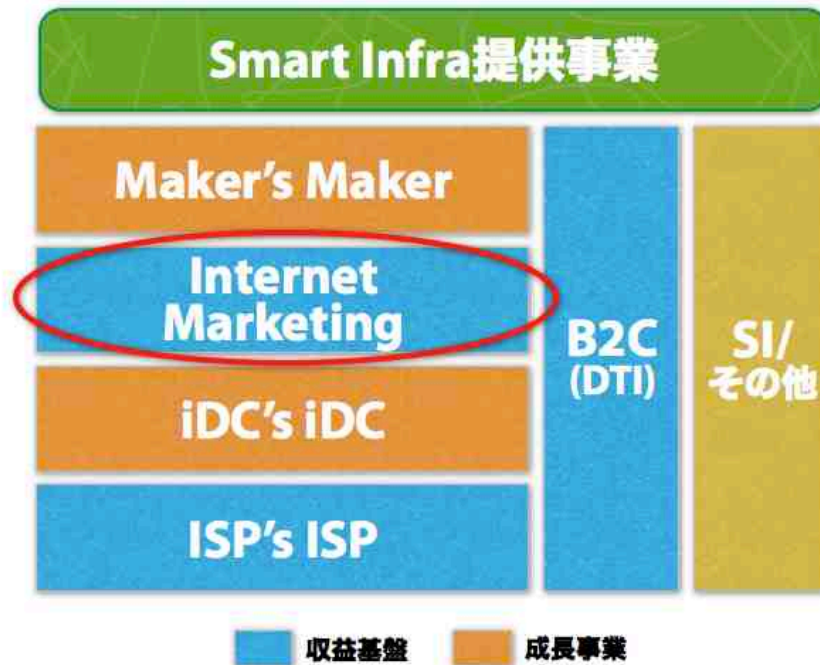 Smart Infra提供事業
Maker’s Maker
Internet
Marketing
iDC’s iDC
ISP’s ISP
B2C
(DTI)
SI/
その他
収益基盤
成長事業